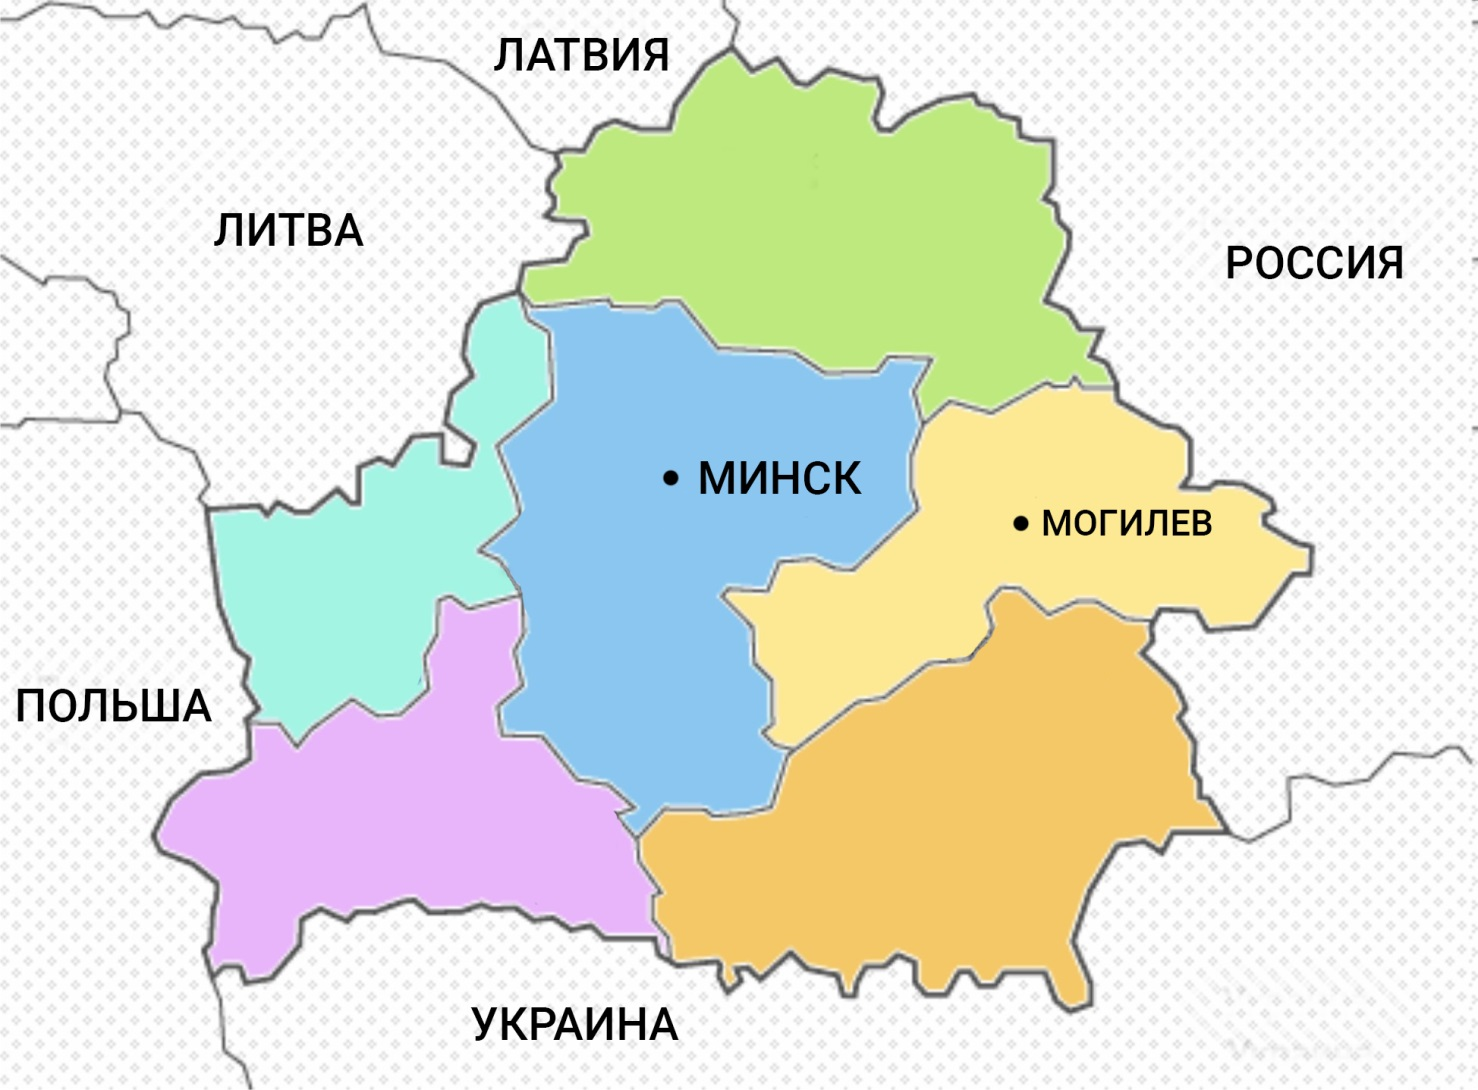 ЛАТВИЯ
ЛИТВА
РОССИЯ
МИНСК
МОГИЛЕВ
ПОЛЬША
УКРАИНА